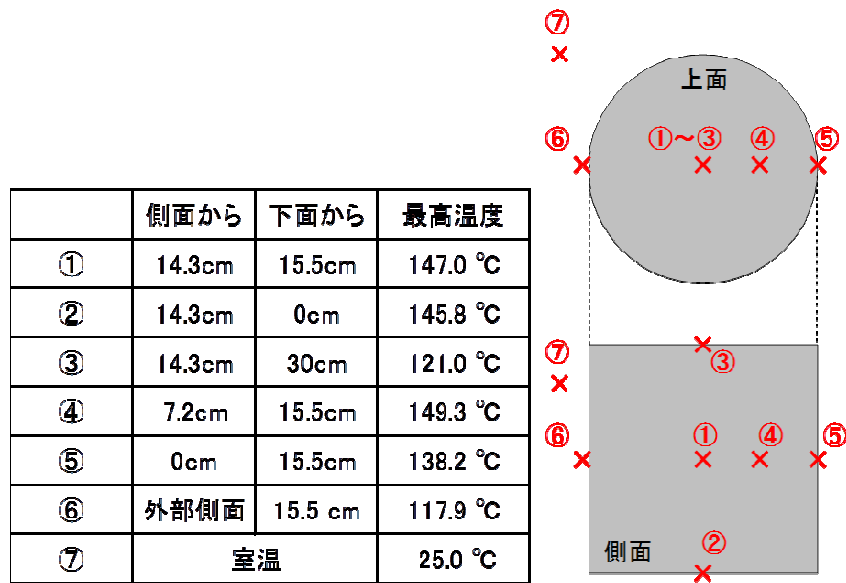 側面から 下面から 最高温度
① 14.3cm 15.5cm 147.0 ℃
② 14.3cm 0cm 145.8 ℃
③ 14.3cm 30cm 121.0 ℃
④ 7.2cm 15.5cm 149.3 ℃
⑤ 0cm 15.5cm 138.2 ℃
⑥ 外部側面 15.5 cm 117.9 ℃
⑦ 室温 25.0 ℃
⑦
上面
⑥ ①～③ ④ ⑤
⑦
③
⑥ ① ④ ⑤
側面 ②